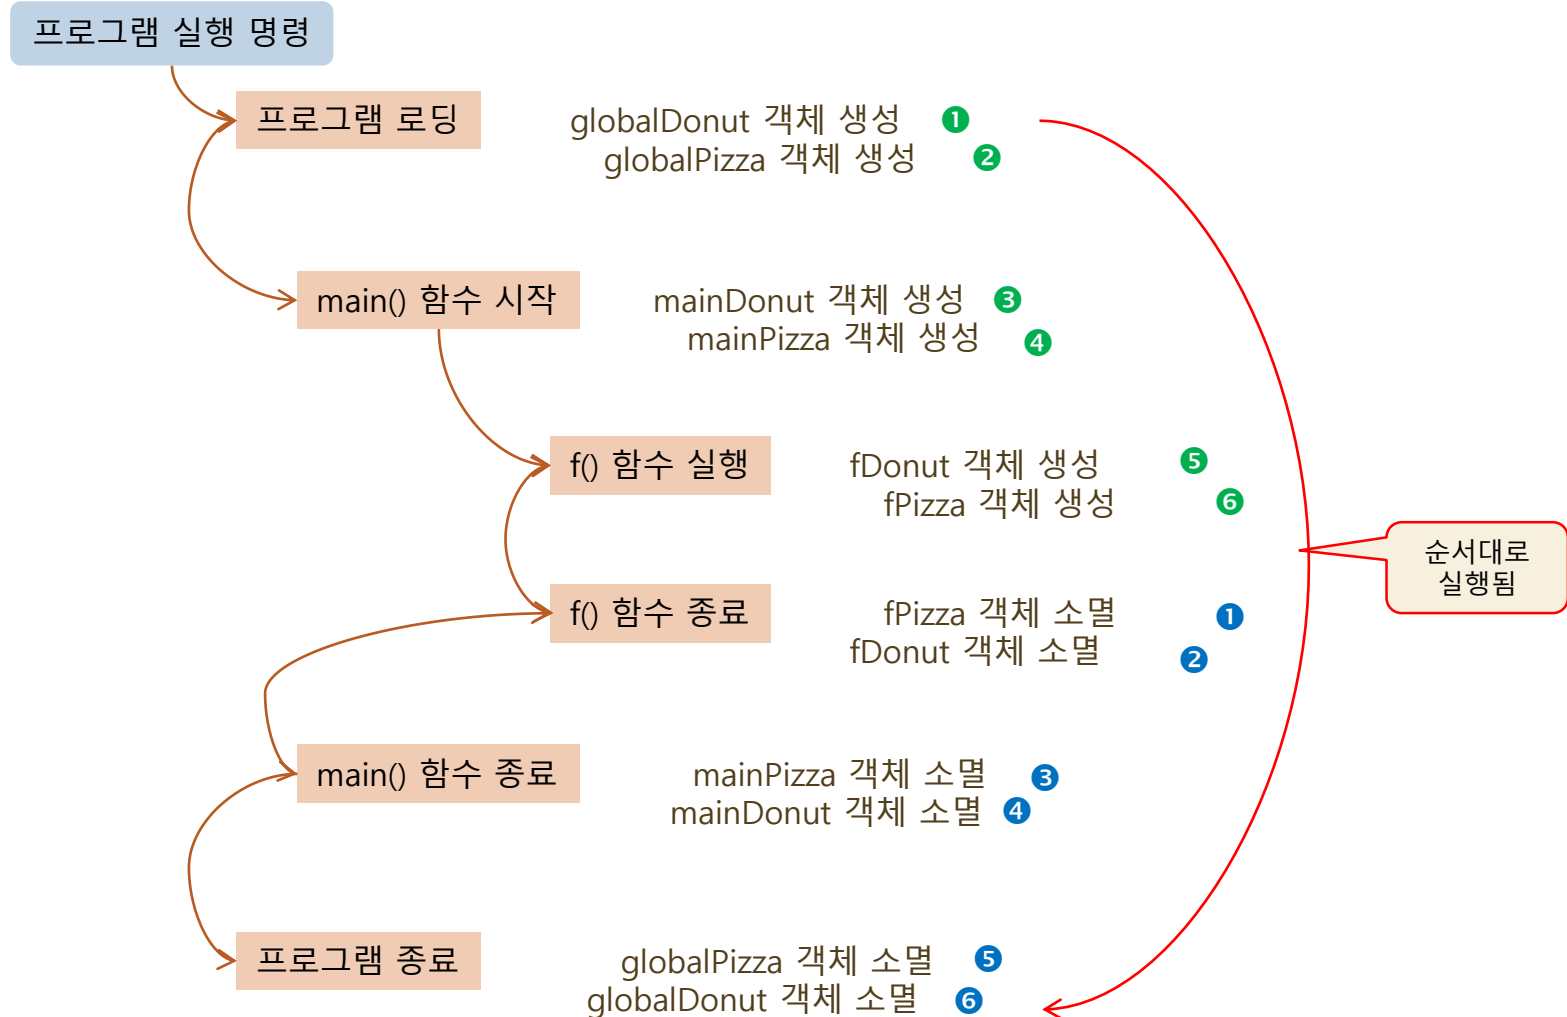 프로그램 실행 명령
프로그램 로딩
globalDonut 객체 생성 ❶
globalPizza 객체 생성 ❷
main() 함수 시작
mainDonut 객체 생성 ❸
mainPizza 객체 생성 ❹
f() 함수 실행
fDonut 객체 생성 ❺
fPizza 객체 생성 ❻
순서대로
실행됨
f() 함수 종료
fPizza 객체 소멸 ❶
fDonut 객체 소멸 ❷
main() 함수 종료
mainPizza 객체 소멸 ❸
mainDonut 객체 소멸 ❹
프로그램 종료
globalPizza 객체 소멸 ❺
globalDonut 객체 소멸 ❻